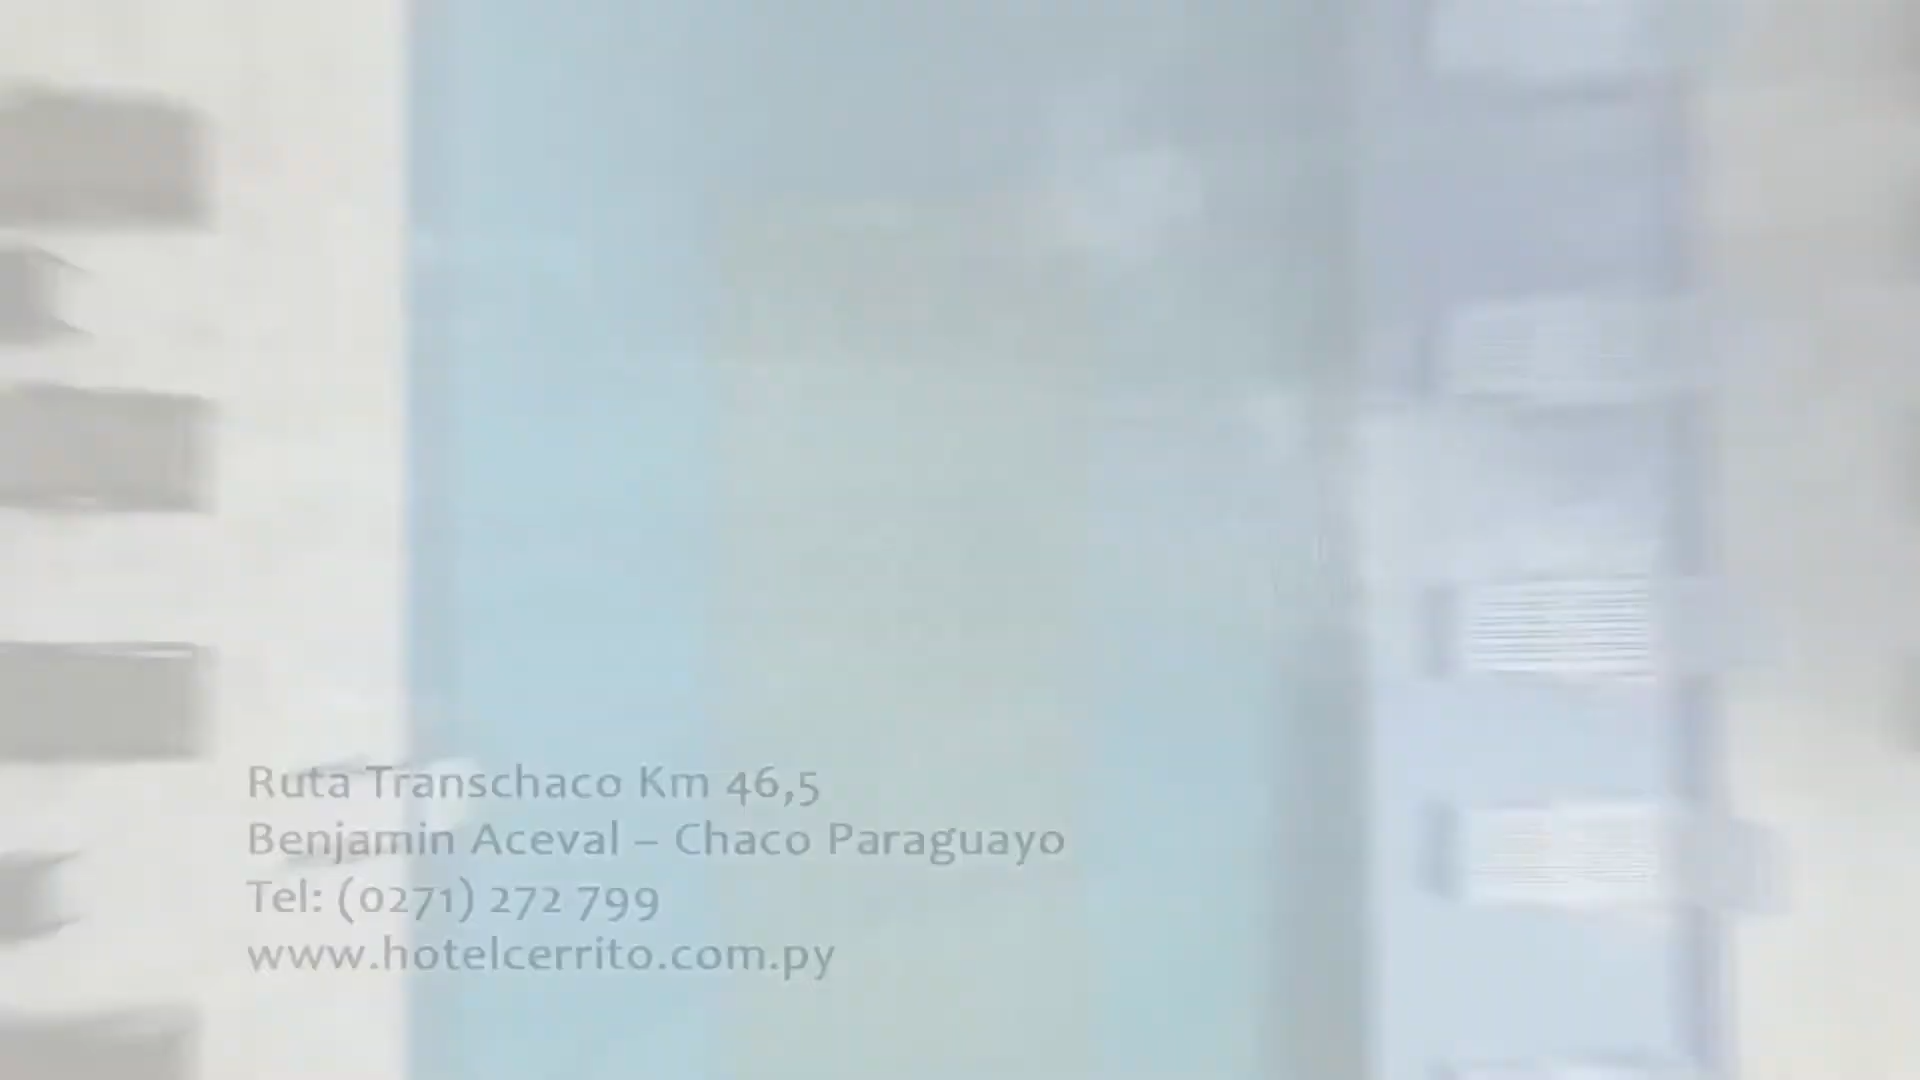 Ruta Transchaco Km 46,5
Benjamin Aceval – Chaco Paraguayo
Tel: (0271) 272 799
www.hotelcerrito.com.py